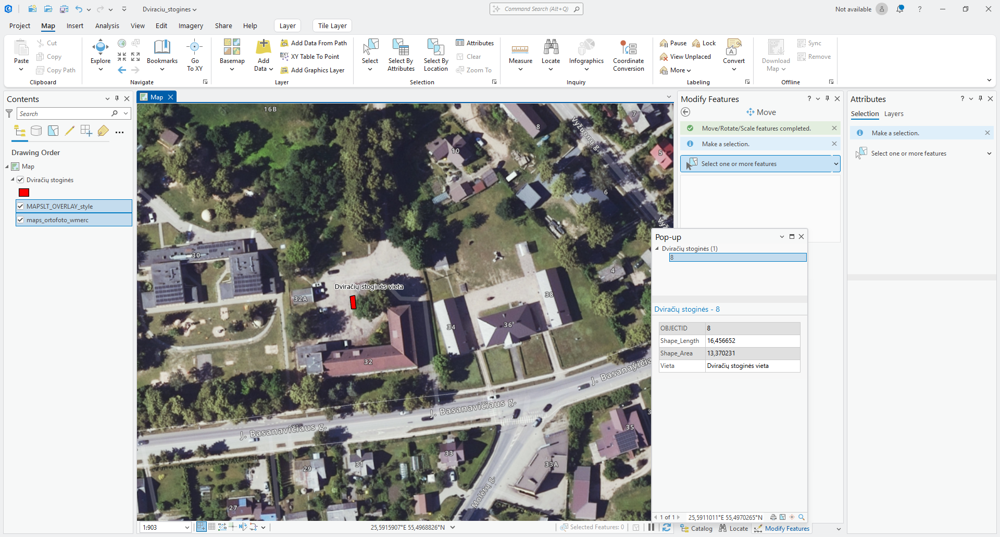 Dviraciu_stogines
Command Search (Alt+Q)
Not available
Project
Map
Insert
Analysis
View
Edit
Imagery
Share
Help
Layer
Tile Layer
Paste
Cut
Copy
Copy Path
Clipboard
Explore
Bookmarks
Go
To XY
Navigate
Basemap
Add
Data
Add Data From Path
XY Table To Point
Add Graphics Layer
Layer
Select
Select By
Attributes
Select By
Location
Attributes
Clear
Zoom To
Selection
Measure
Locate
Infographics
Coordinate
Conversion
Inquiry
Pause
Lock
View Unplaced
More
Convert
Labeling
Download
Map
Sync
Remove
Offline
Contents
Search
Drawing Order
Map
Dviračių stoginės
MAPSLT_OVERLAY_style
maps_ortofoto_wmerc
Map
16B
8
7
Vyžuonų g.
10
5
6
30
4
Dviračių stoginės vieta
32A
38
34
36
32
J. Basanavičiaus g.
J. Basanavičiaus g.
35
33
31
29
33A
Molėtų g.
27
1:903
25,5915907°E 55,4968826°N
Selected Features: 0
Modify Features
Move
Move/Rotate/Scale features completed.
Make a selection.
Select one or more features
Pop-up
Dviračių stoginės (1)
8
Dviračių stoginės - 8
OBJECTID 8
Shape_Length 16,456652
Shape_Area 13,370231
Vieta Dviračių stoginės vieta
1 of 1
25,5911011°E 55,4970265°N
Catalog
Locate
Modify Features
Attributes
Selection
Layers
Make a selection.
Select one or more features